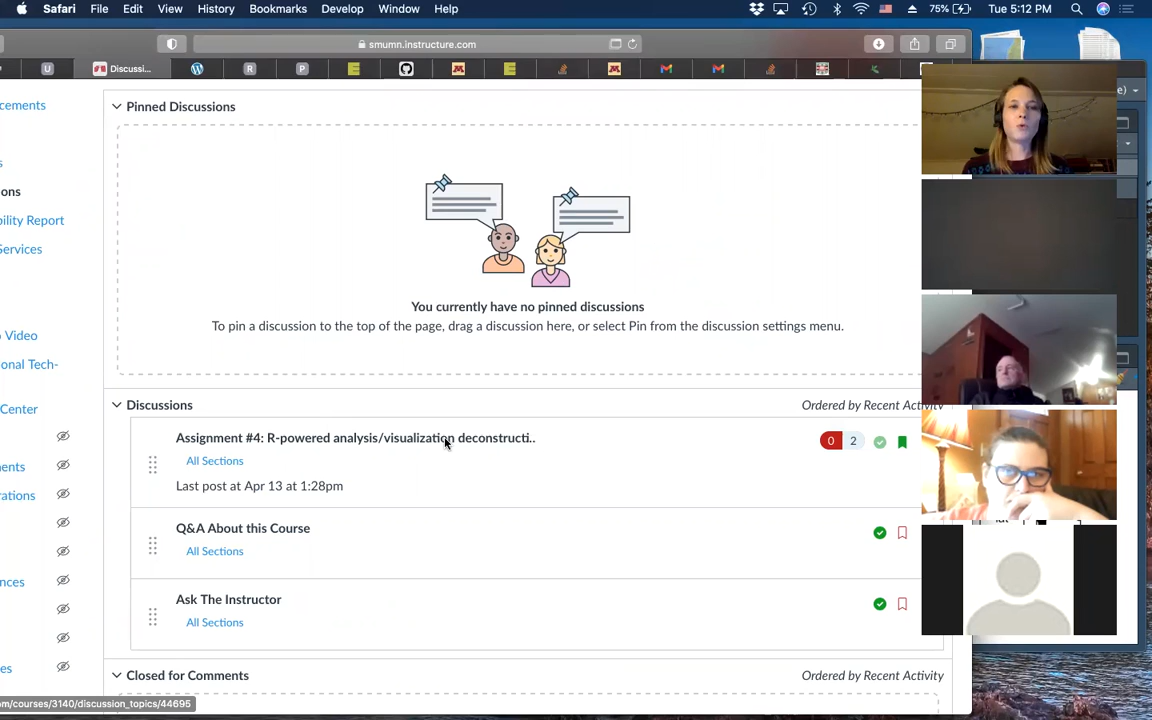 Safari File Edit View History Bookmarks Develop Window Help 75% Tue 5:12 PM
smumn.instructure.com
U Discussi... R P
cements
Pinned Discussions
s
ons
bility Report
Services
You currently have no pinned discussions
To pin a discussion to the top of the page, drag a discussion here, or select Pin from the discussion settings menu.
o Video
onal Tech-
Center
Discussions Ordered by Recent Activity
Assignment #4: R-powered analysis/visualization deconstructi.. 0 2
All Sections
ents
Last post at Apr 13 at 1:28pm
rations
Q&A About this Course
All Sections
nces
Ask The Instructor
All Sections
es
Closed for Comments Ordered by Recent Activity
om/courses/3140/discussion_topics/44695